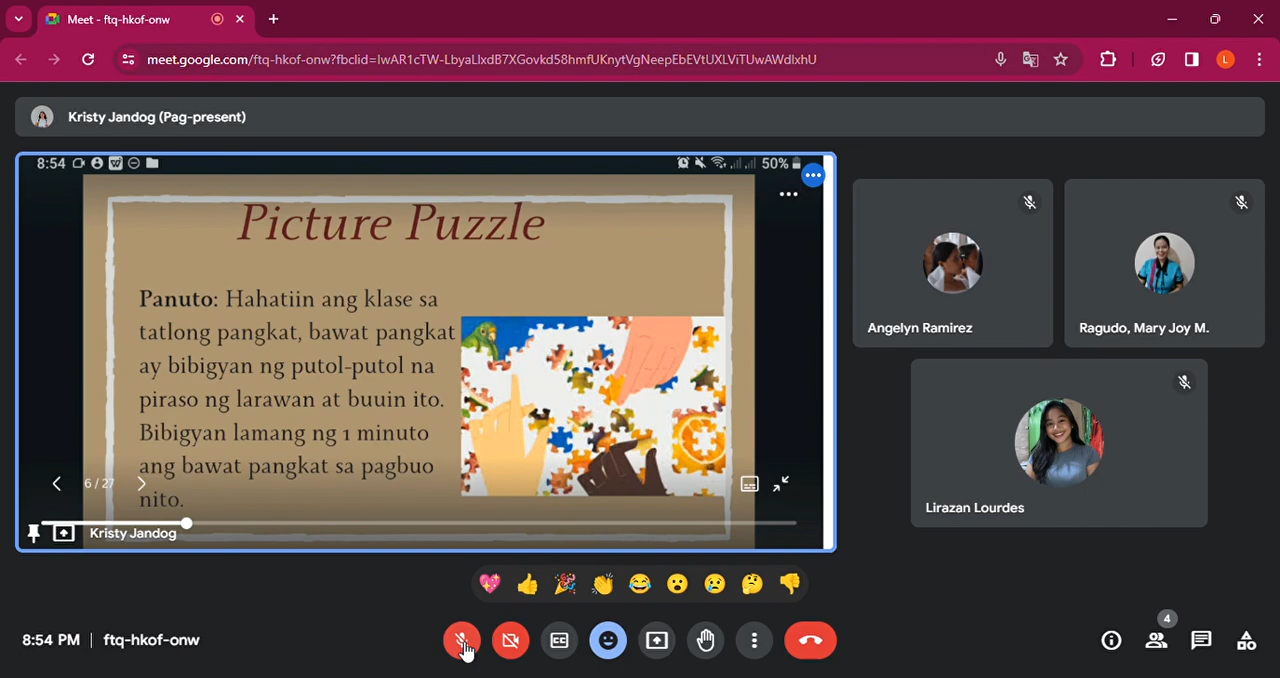 Meet - ftq-hkof-onw
meet.google.com/ftq-hkof-onw?fbclid=IwAR1cTW-LbyaLlxdB7XGovkd58hmfUKnytVgNeepEbEVtUXLViTUwAWdlxhU
L
Kristy Jandog (Pag-present)
8:54
50%
Picture Puzzle
Panuto: Hahatiin ang klase sa
tatlong pangkat, bawat pangkat
ay bibigyan ng putol-putol na
piraso ng larawan at buuin ito.
Bibigyan lamang ng 1 minuto
ang bawat pangkat sa pagbuo
nito.
6 / 27
Kristy Jandog
Angelyn Ramirez
Ragudo, Mary Joy M.
Lirazan Lourdes
8:54 PM | ftq-hkof-onw
4